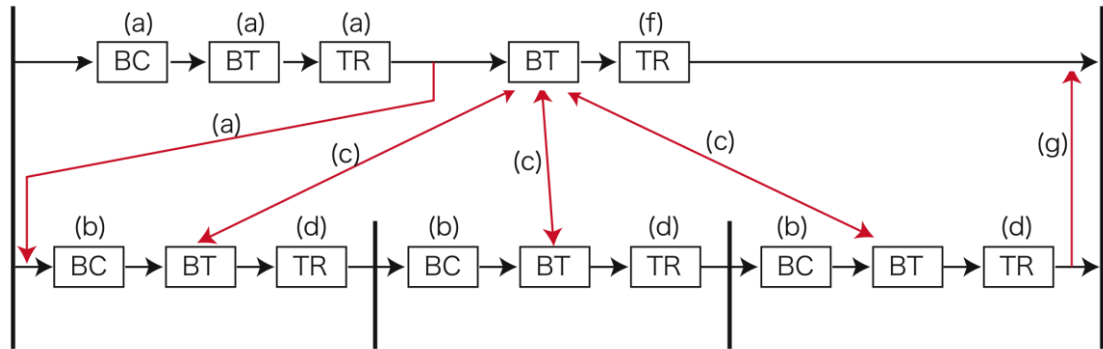 (a) (a) (a) (f)
BC BT TR BT TR
(a) (c) (c) (c) (g)
(b) (d) (b) (d) (b) (d)
BC BT TR BC BT TR BC BT TR